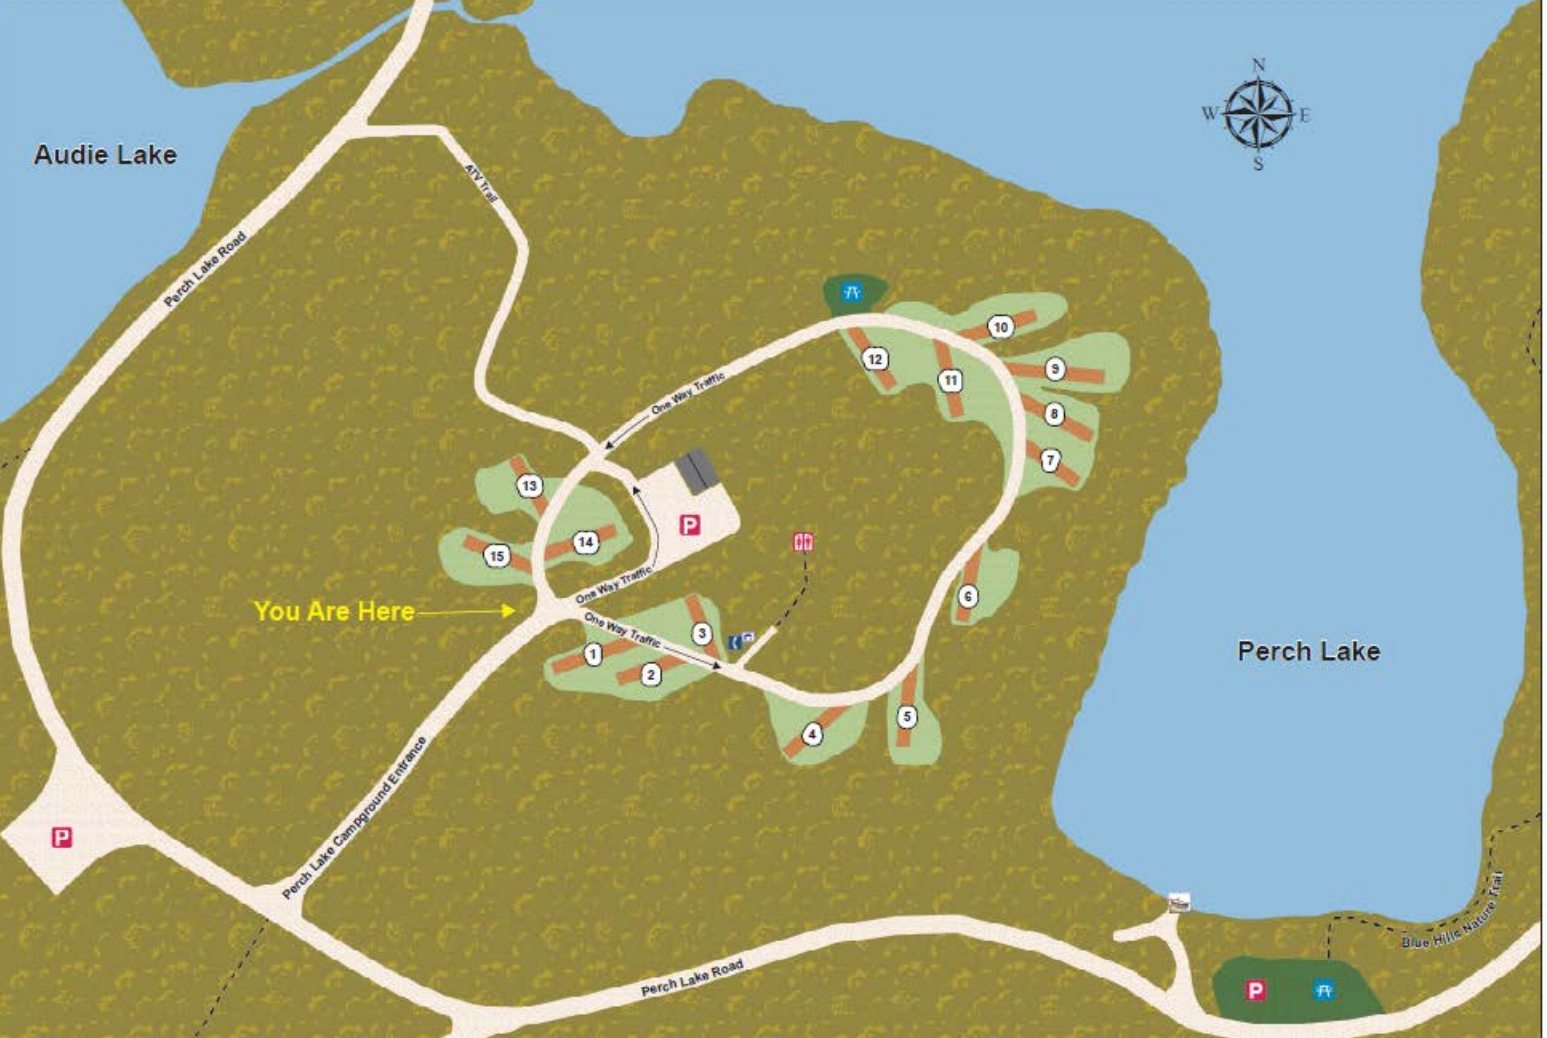 N
W E
S
Audie Lake
ATV Trail
Perch Lake Road
10
12
9
11
One Way Traffic
8
7
13
P
14
15
One Way Traffic
6
You Are Here
One Way Traffic
3
1
2
Perch Lake
5
4
Perch Lake Campground Entrance
P
Blue Hills Nature Trail
Perch Lake Road
P